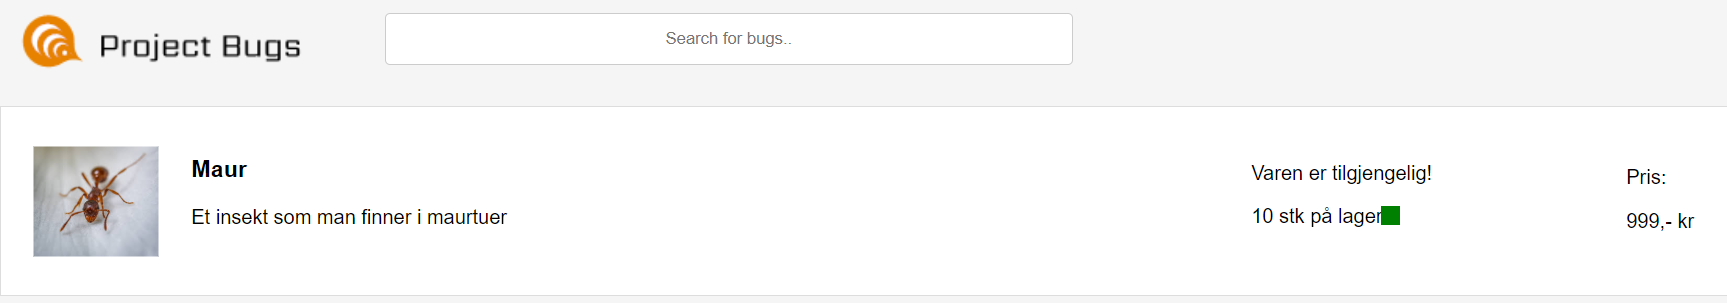 Project Bugs
Search for bugs..
Maur
Et insekt som man finner i maurtuer
Varen er tilgjengelig!
10 stk på lager
Pris:
999,- kr